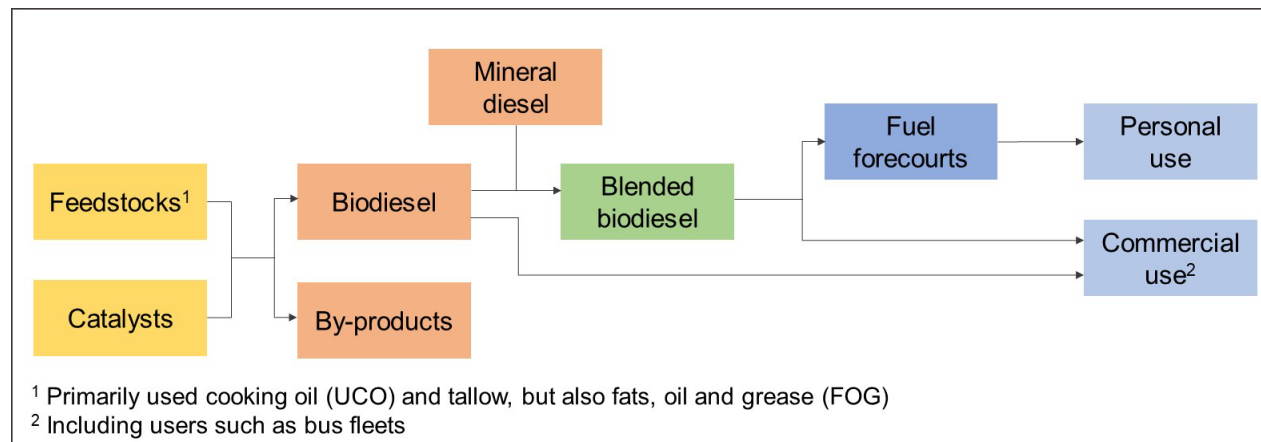 Mineral
diesel
Fuel
forecourts
Personal
use
Feedstocks¹
Biodiesel
Blended
biodiesel
Commercial
use²
Catalysts
By-products
¹ Primarily used cooking oil (UCO) and tallow, but also fats, oil and grease (FOG)
² Including users such as bus fleets